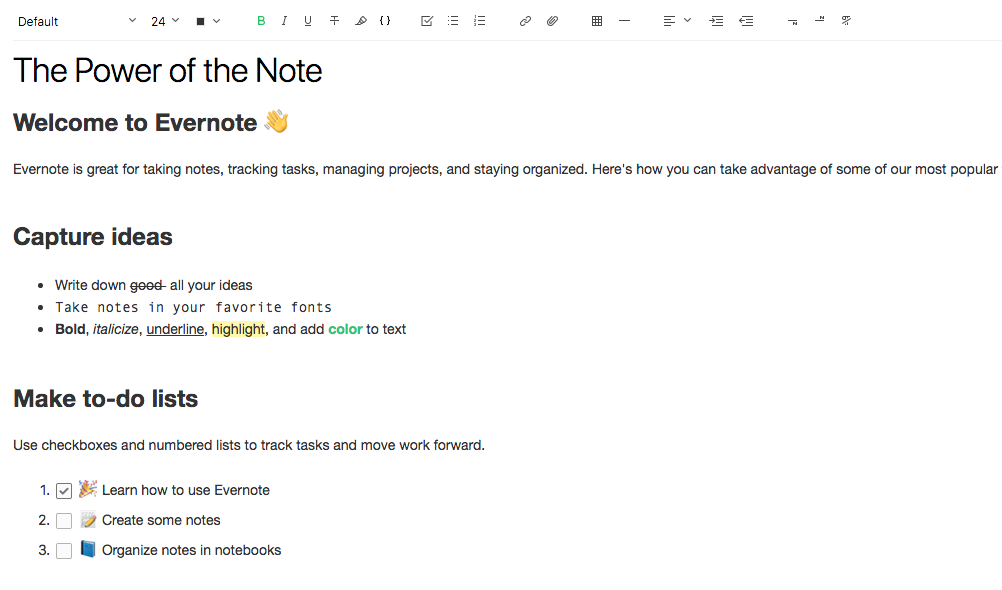 Default 24 B I U T { }
The Power of the Note
Welcome to Evernote 👋
Evernote is great for taking notes, tracking tasks, managing projects, and staying organized. Here's how you can take advantage of some of our most popular
Capture ideas
• Write down good all your ideas
• Take notes in your favorite fonts
• Bold, italicize, underline, highlight, and add color to text
Make to-do lists
Use checkboxes and numbered lists to track tasks and move work forward.
1. ☑ 🎉 Learn how to use Evernote
2. ☐ 📝 Create some notes
3. ☐ 📘 Organize notes in notebooks